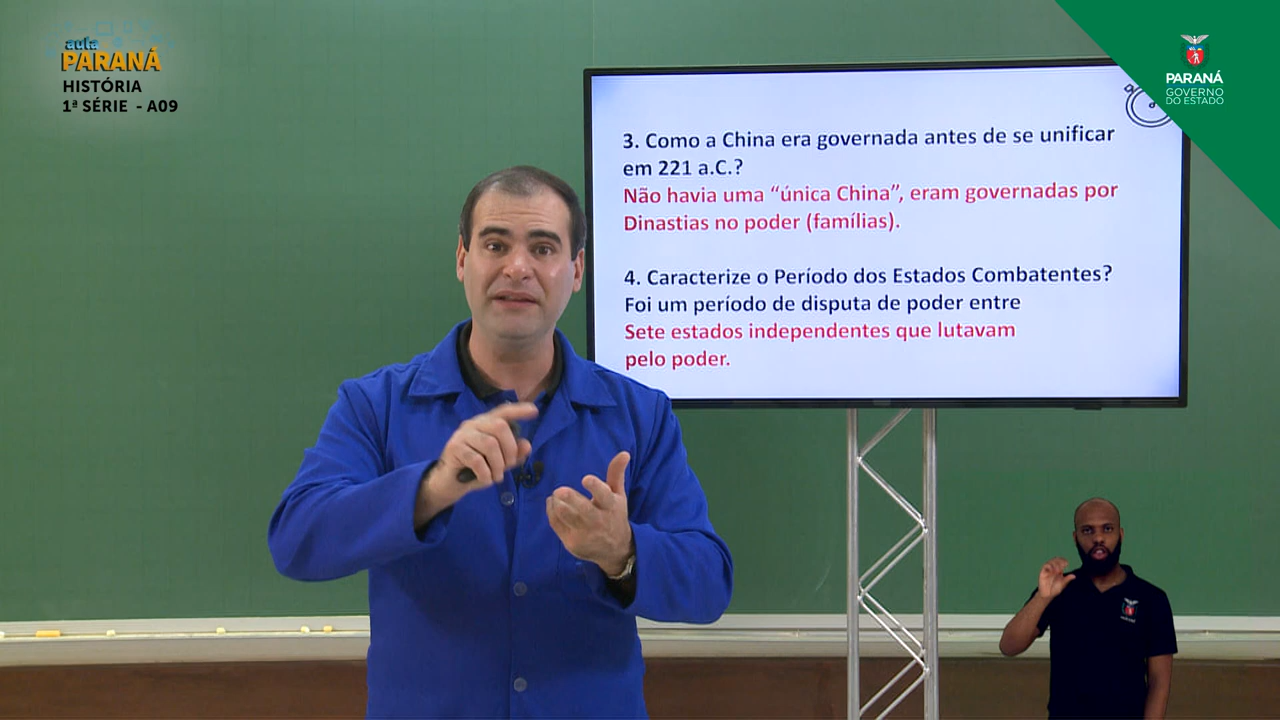 aula
PARANÁ
HISTÓRIA
1ª SÉRIE - A09
PARANÁ
GOVERNO
DO ESTADO
3. Como a China era governada antes de se unificar
em 221 a.C.?
Não havia uma “única China”, eram governadas por
Dinastias no poder (famílias).
4. Caracterize o Período dos Estados Combatentes?
Foi um período de disputa de poder entre
Sete estados independentes que lutavam
pelo poder.